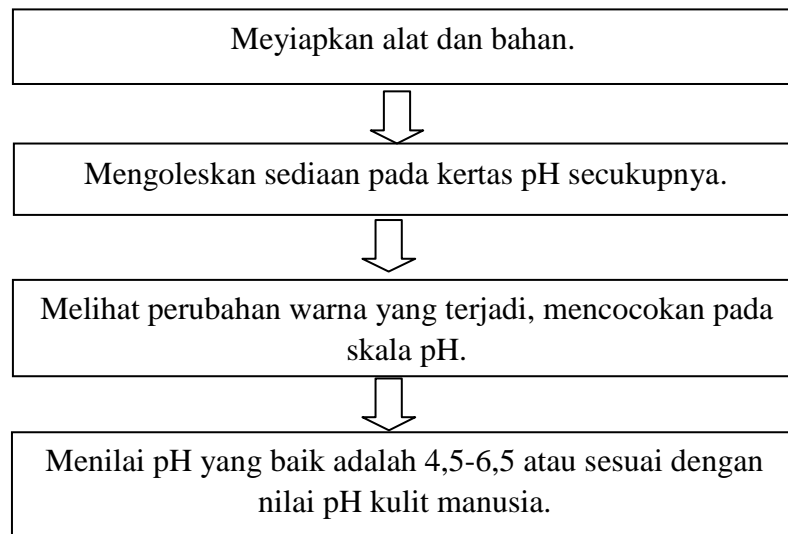 Meyiapkan alat dan bahan.
Mengoleskan sediaan pada kertas pH secukupnya.
Melihat perubahan warna yang terjadi, mencocokan pada
skala pH.
Menilai pH yang baik adalah 4,5-6,5 atau sesuai dengan
nilai pH kulit manusia.